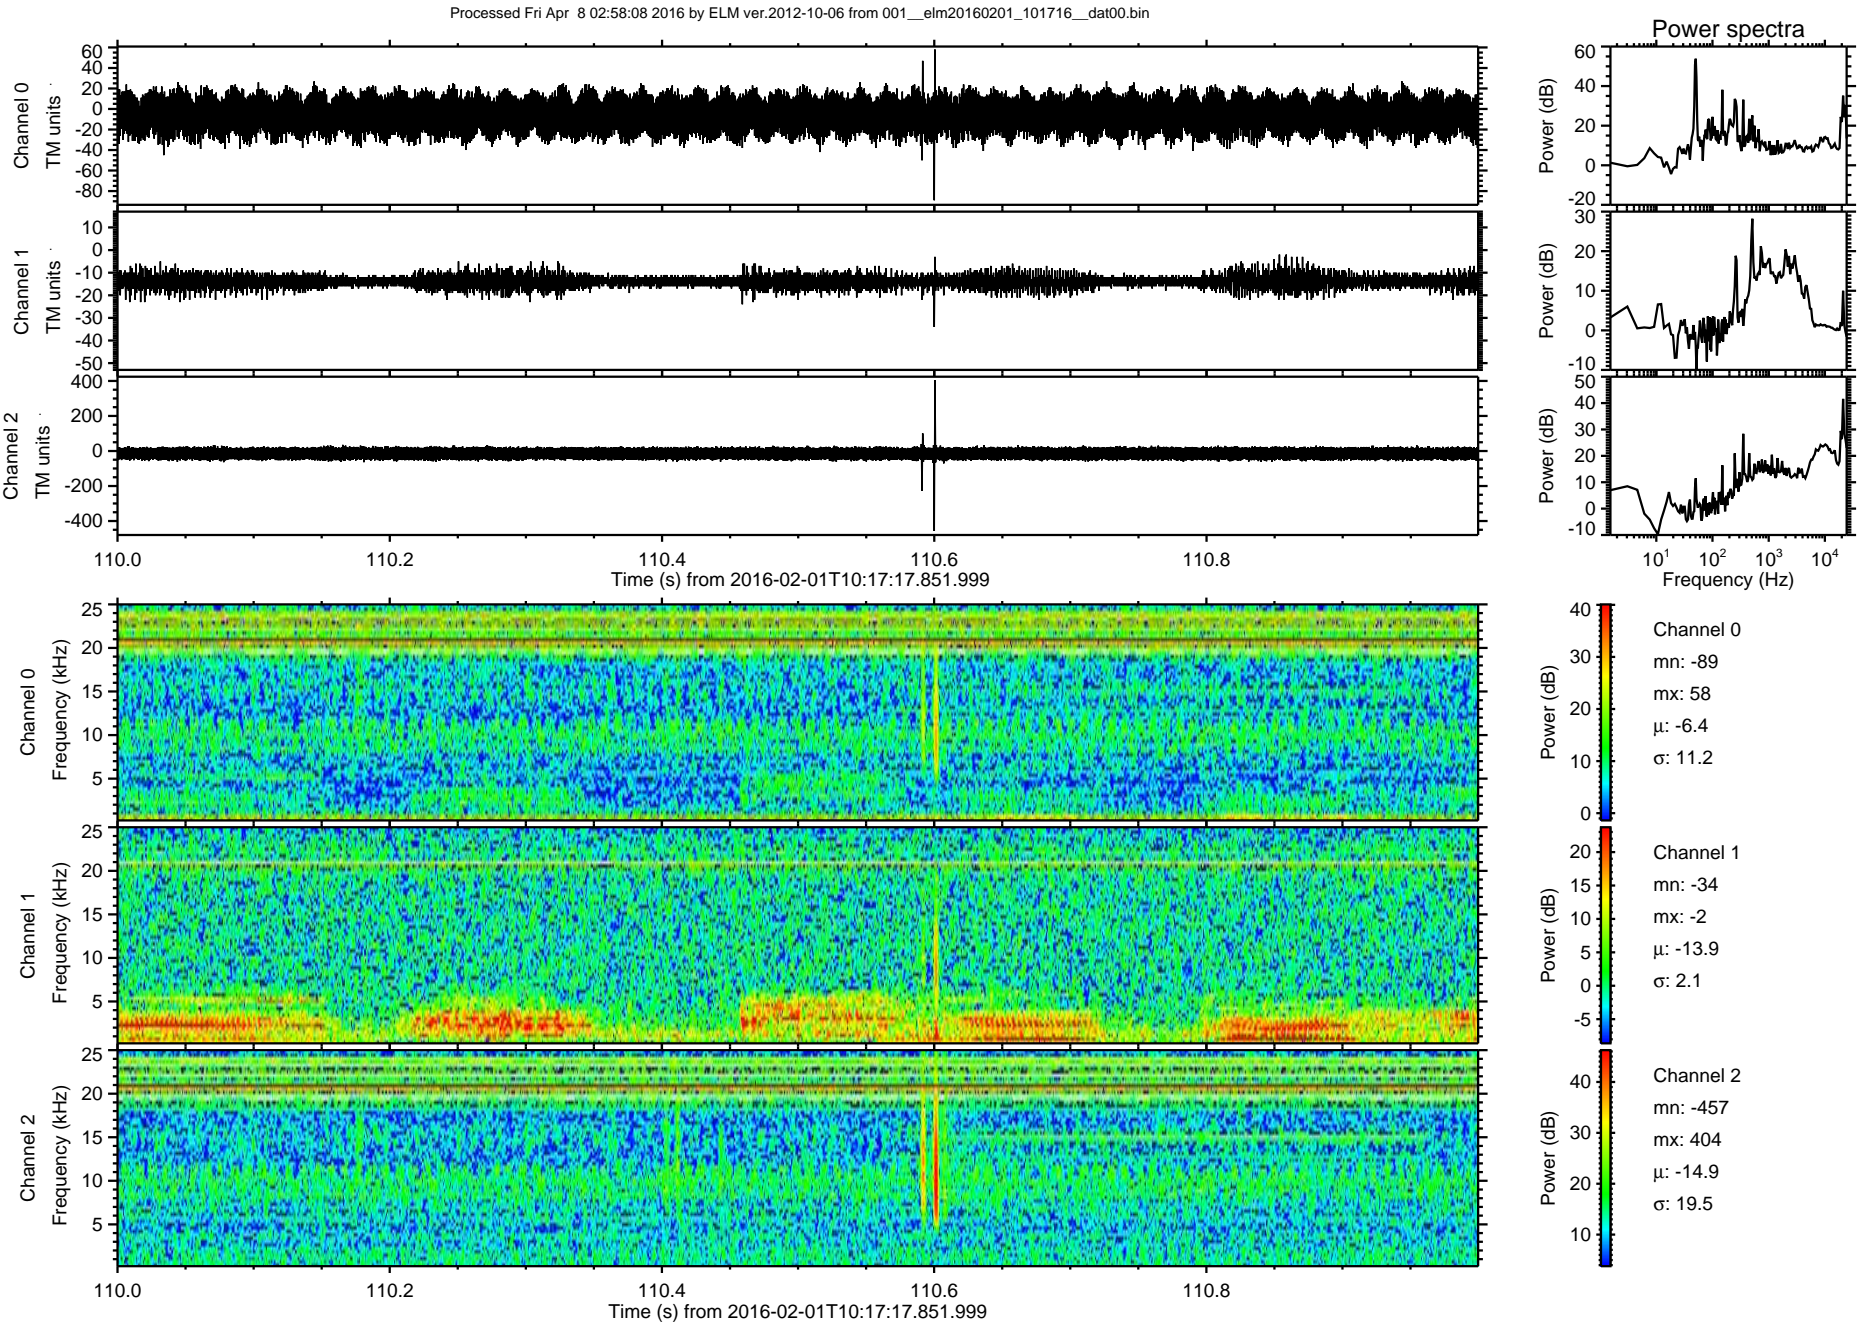 Processed Fri Apr  8 02:58:08 2016 by ELM ver.2012-10-06 from 001__elm20160201_101716__dat00.bin
Power spectra
Channel 0
TM units
60
40
20
0
-20
-40
-60
-80
Power (dB)
60
40
20
0
-20
Channel 1
TM units
10
0
-10
-20
-30
-40
-50
Power (dB)
30
20
10
0
-10
Channel 2
TM units
400
200
0
-200
-400
Power (dB)
50
40
30
20
10
0
-10
110.0 110.2 110.4 110.6 110.8
Time (s) from 2016-02-01T10:17:17.851.999
10^1 10^2 10^3 10^4
Frequency (Hz)
Channel 0
Frequency (kHz)
25
20
15
10
5
Power (dB)
40
30
20
10
0
Channel 0
mn: -89
mx: 58
μ: -6.4
σ: 11.2
Channel 1
Frequency (kHz)
25
20
15
10
5
Power (dB)
20
15
10
5
0
-5
Channel 1
mn: -34
mx: -2
μ: -13.9
σ: 2.1
Channel 2
Frequency (kHz)
25
20
15
10
5
Power (dB)
40
30
20
10
Channel 2
mn: -457
mx: 404
μ: -14.9
σ: 19.5
110.0 110.2 110.4 110.6 110.8
Time (s) from 2016-02-01T10:17:17.851.999